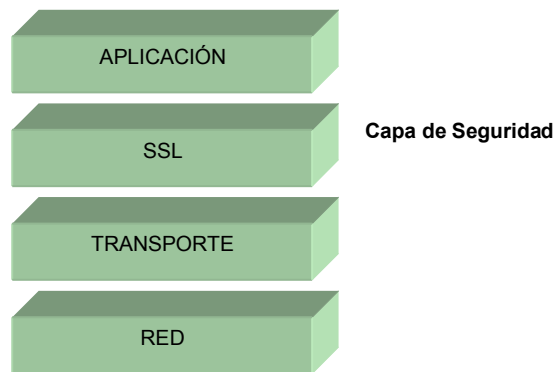 APLICACIÓN
SSL
Capa de Seguridad
TRANSPORTE
RED